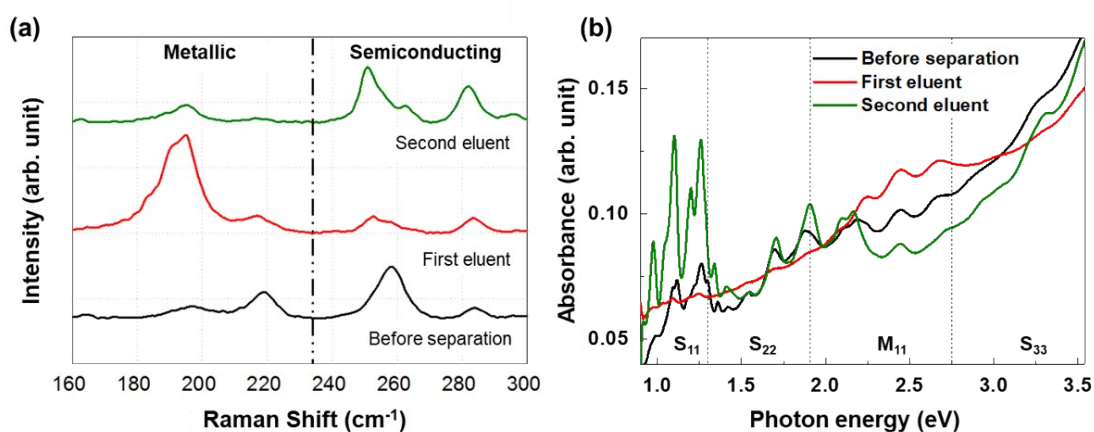 (a)
Metallic
Semiconducting
Second eluent
First eluent
Before separation
Intensity (arb. unit)
160 180 200 220 240 260 280 300
Raman Shift (cm⁻¹)
(b)
Before separation
First eluent
Second eluent
0.15
0.10
0.05
Absorbance (arb. unit)
S₁₁ S₂₂ M₁₁ S₃₃
1.0 1.5 2.0 2.5 3.0 3.5
Photon energy (eV)